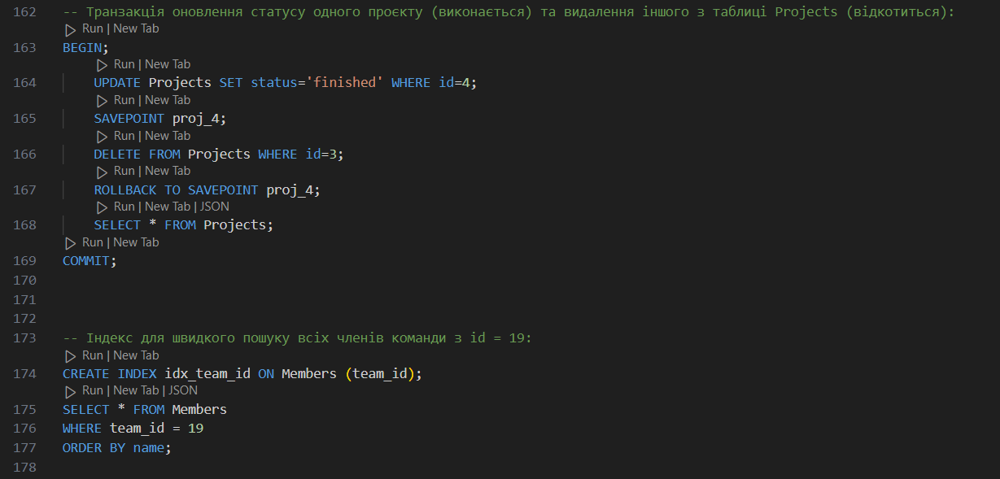 162 -- Транзакція оновлення статусу одного проєкту (виконається) та видалення іншого з таблиці Projects (відкотиться):
Run | New Tab
163 BEGIN;
Run | New Tab
164 UPDATE Projects SET status='finished' WHERE id=4;
Run | New Tab
165 SAVEPOINT proj_4;
Run | New Tab
166 DELETE FROM Projects WHERE id=3;
Run | New Tab
167 ROLLBACK TO SAVEPOINT proj_4;
Run | New Tab | JSON
168 SELECT * FROM Projects;
Run | New Tab
169 COMMIT;
170
171
172
173 -- Індекс для швидкого пошуку всіх членів команди з id = 19:
Run | New Tab
174 CREATE INDEX idx_team_id ON Members (team_id);
Run | New Tab | JSON
175 SELECT * FROM Members
176 WHERE team_id = 19
177 ORDER BY name;
178